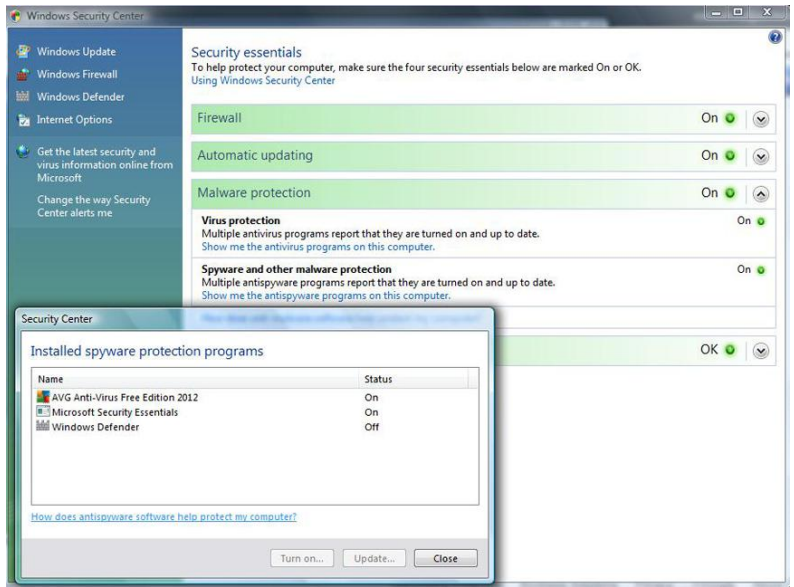 Windows Security Center
Windows Update
Windows Firewall
Windows Defender
Internet Options
Get the latest security and
virus information online from
Microsoft
Change the way Security
Center alerts me
Security essentials
To help protect your computer, make sure the four security essentials below are marked On or OK.
Using Windows Security Center
Firewall On
Automatic updating On
Malware protection On
Virus protection On
Multiple antivirus programs report that they are turned on and up to date.
Show me the antivirus programs on this computer.
Spyware and other malware protection On
Multiple antispyware programs report that they are turned on and up to date.
Show me the antispyware programs on this computer.
OK
Security Center
Installed spyware protection programs
Name Status
AVG Anti-Virus Free Edition 2012 On
Microsoft Security Essentials On
Windows Defender Off
How does antispyware software help protect my computer?
Turn on... Update... Close